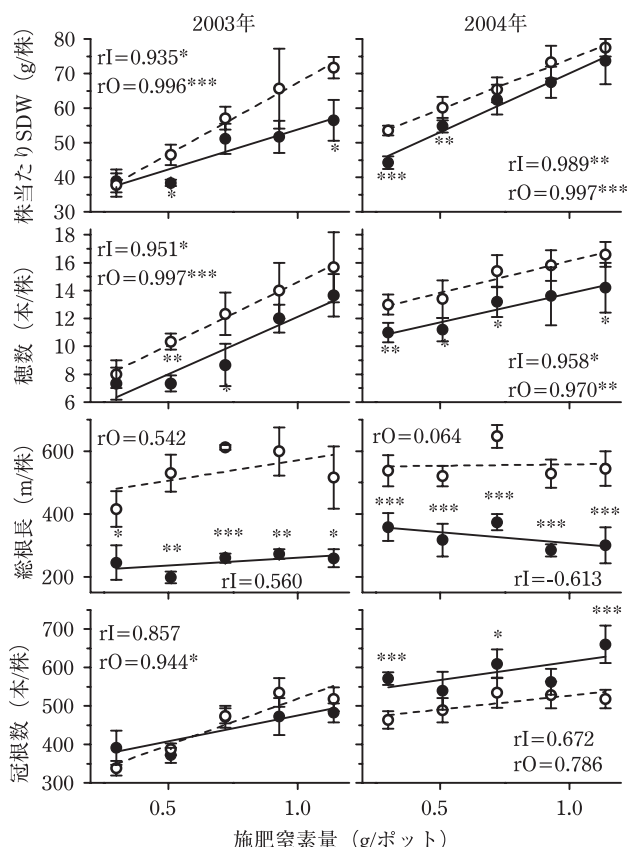 2003年
2004年
株当たりSDW（g/株）
80
70
60
50
40
30
rI=0.935*
rO=0.996***
*
*
***
**
rI=0.989**
rO=0.997***
穂数（本/株）
18
16
14
12
10
8
6
rI=0.951*
rO=0.997***
**
*
**
*
*
*
rI=0.958*
rO=0.970**
総根長（m/株）
600
400
200
rO=0.542
*
**
***
**
*
rI=0.560
rO=0.064
***
***
***
***
***
rI=-0.613
冠根数（本/株）
700
600
500
400
300
rI=0.857
rO=0.944*
***
*
***
rI=0.672
rO=0.786
0.5
1.0
0.5
1.0
施肥窒素量（g/ポット）